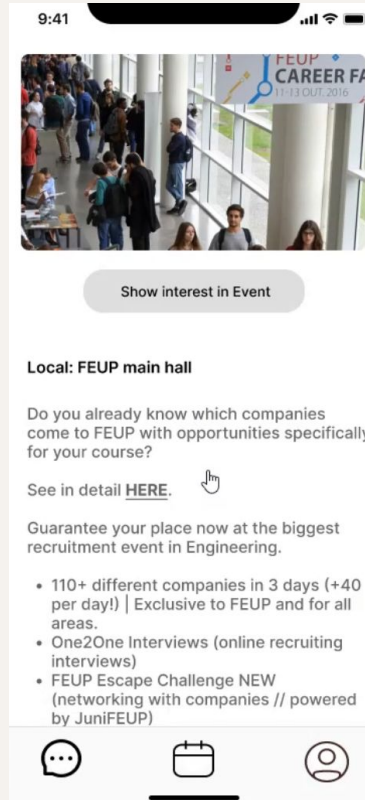 9:41
FEUP
CAREER FA
11-13 OUT. 2016
Show interest in Event
Local: FEUP main hall
Do you already know which companies
come to FEUP with opportunities specifically
for your course?
See in detail HERE.
Guarantee your place now at the biggest
recruitment event in Engineering.
• 110+ different companies in 3 days (+40
per day!) | Exclusive to FEUP and for all
areas.
• One2One Interviews (online recruiting
interviews)
• FEUP Escape Challenge NEW
(networking with companies // powered
by JuniFEUP)